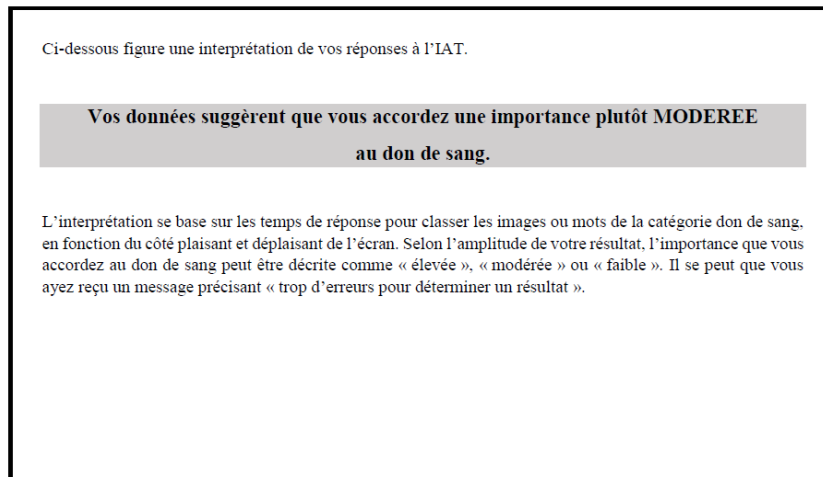 Ci-dessous figure une interprétation de vos réponses à l'IAT.
Vos données suggèrent que vous accordez une importance plutôt MODEREE
au don de sang.
L'interprétation se base sur les temps de réponse pour classer les images ou mots de la catégorie don de sang,
en fonction du côté plaisant et déplaisant de l'écran. Selon l'amplitude de votre résultat, l'importance que vous
accordez au don de sang peut être décrite comme « élevée », « modérée » ou « faible ». Il se peut que vous
ayez reçu un message précisant « trop d'erreurs pour déterminer un résultat ».